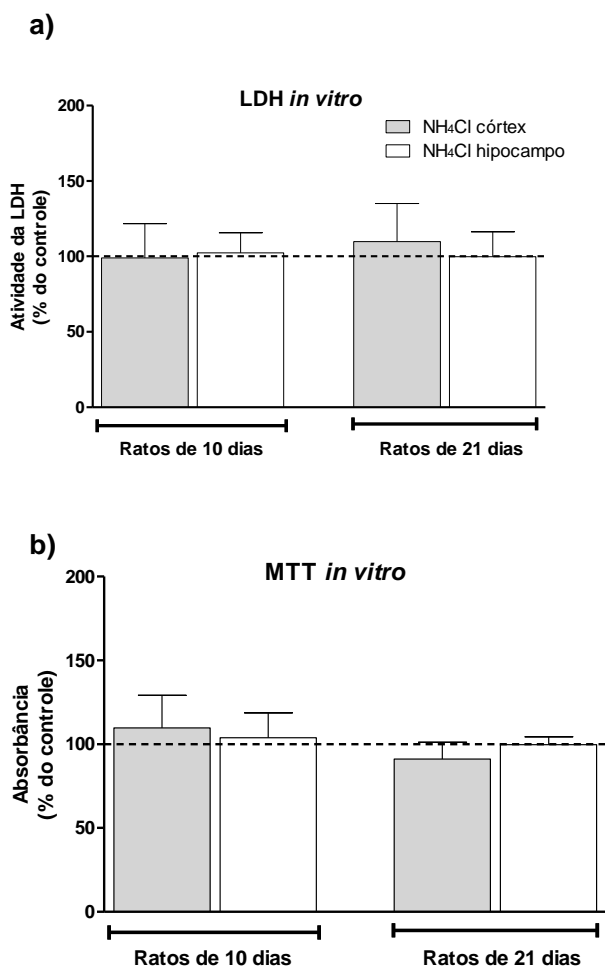 a)
LDH in vitro
NH₄Cl córtex
NH₄Cl hipocampo
Atividade da LDH
(% do controle)
200
150
100
50
0
Ratos de 10 dias
Ratos de 21 dias
b)
MTT in vitro
Absorbância
(% do controle)
200
150
100
50
0
Ratos de 10 dias
Ratos de 21 dias